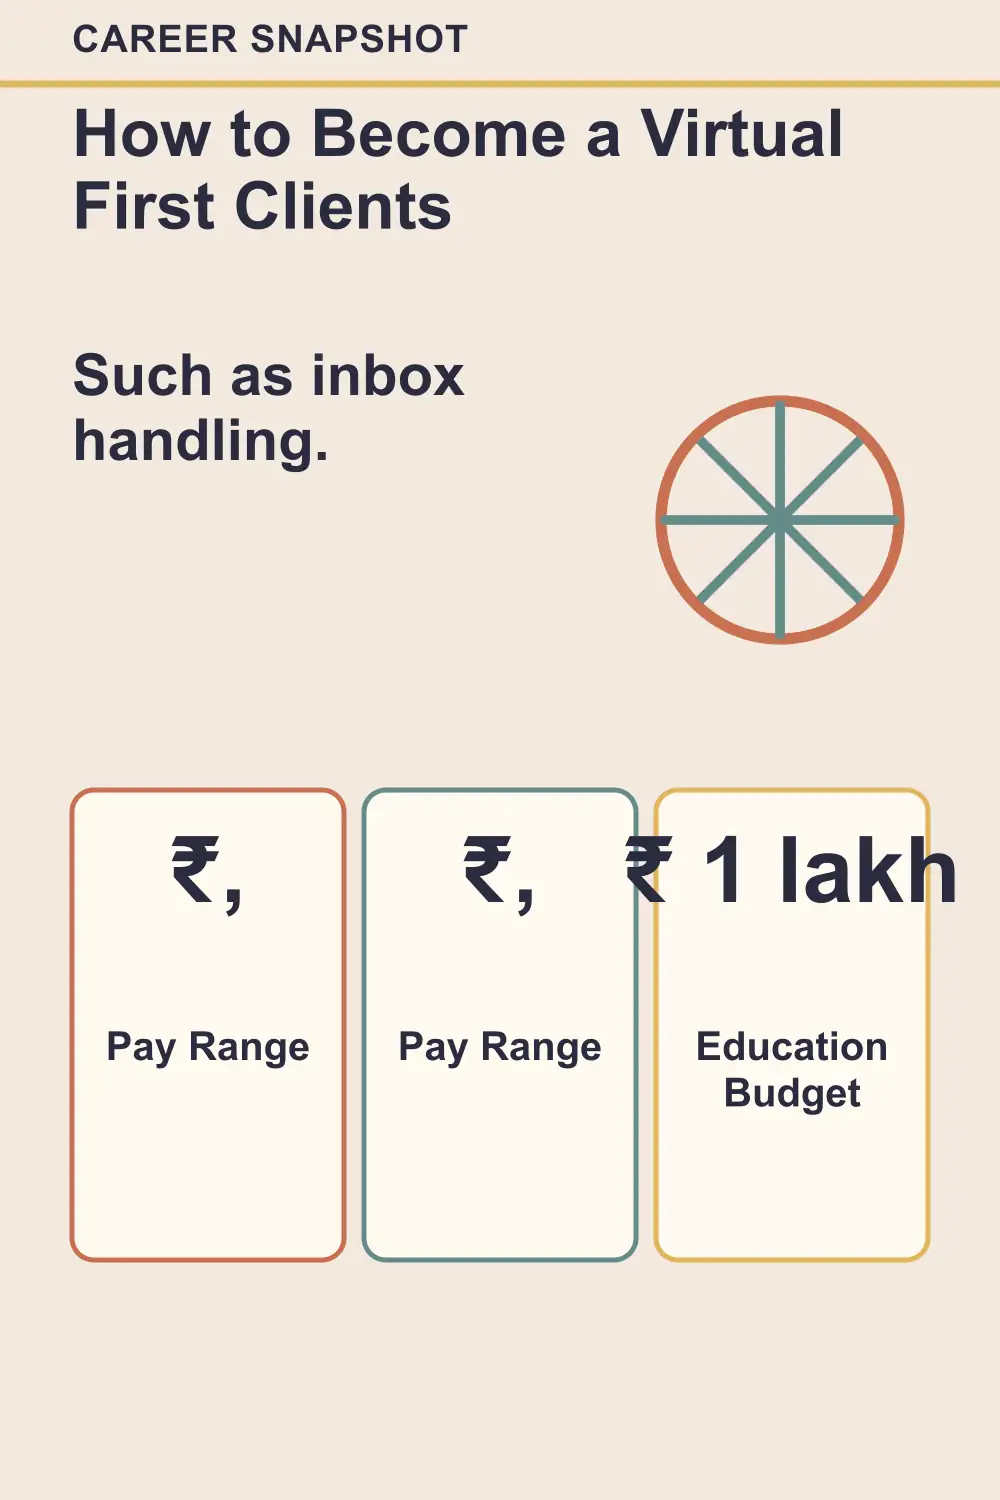 CAREER SNAPSHOT
How to Become a Virtual
First Clients
Such as inbox
handling.
₹,
₹,
₹ 1 lakh
Pay Range
Pay Range
Education
Budget